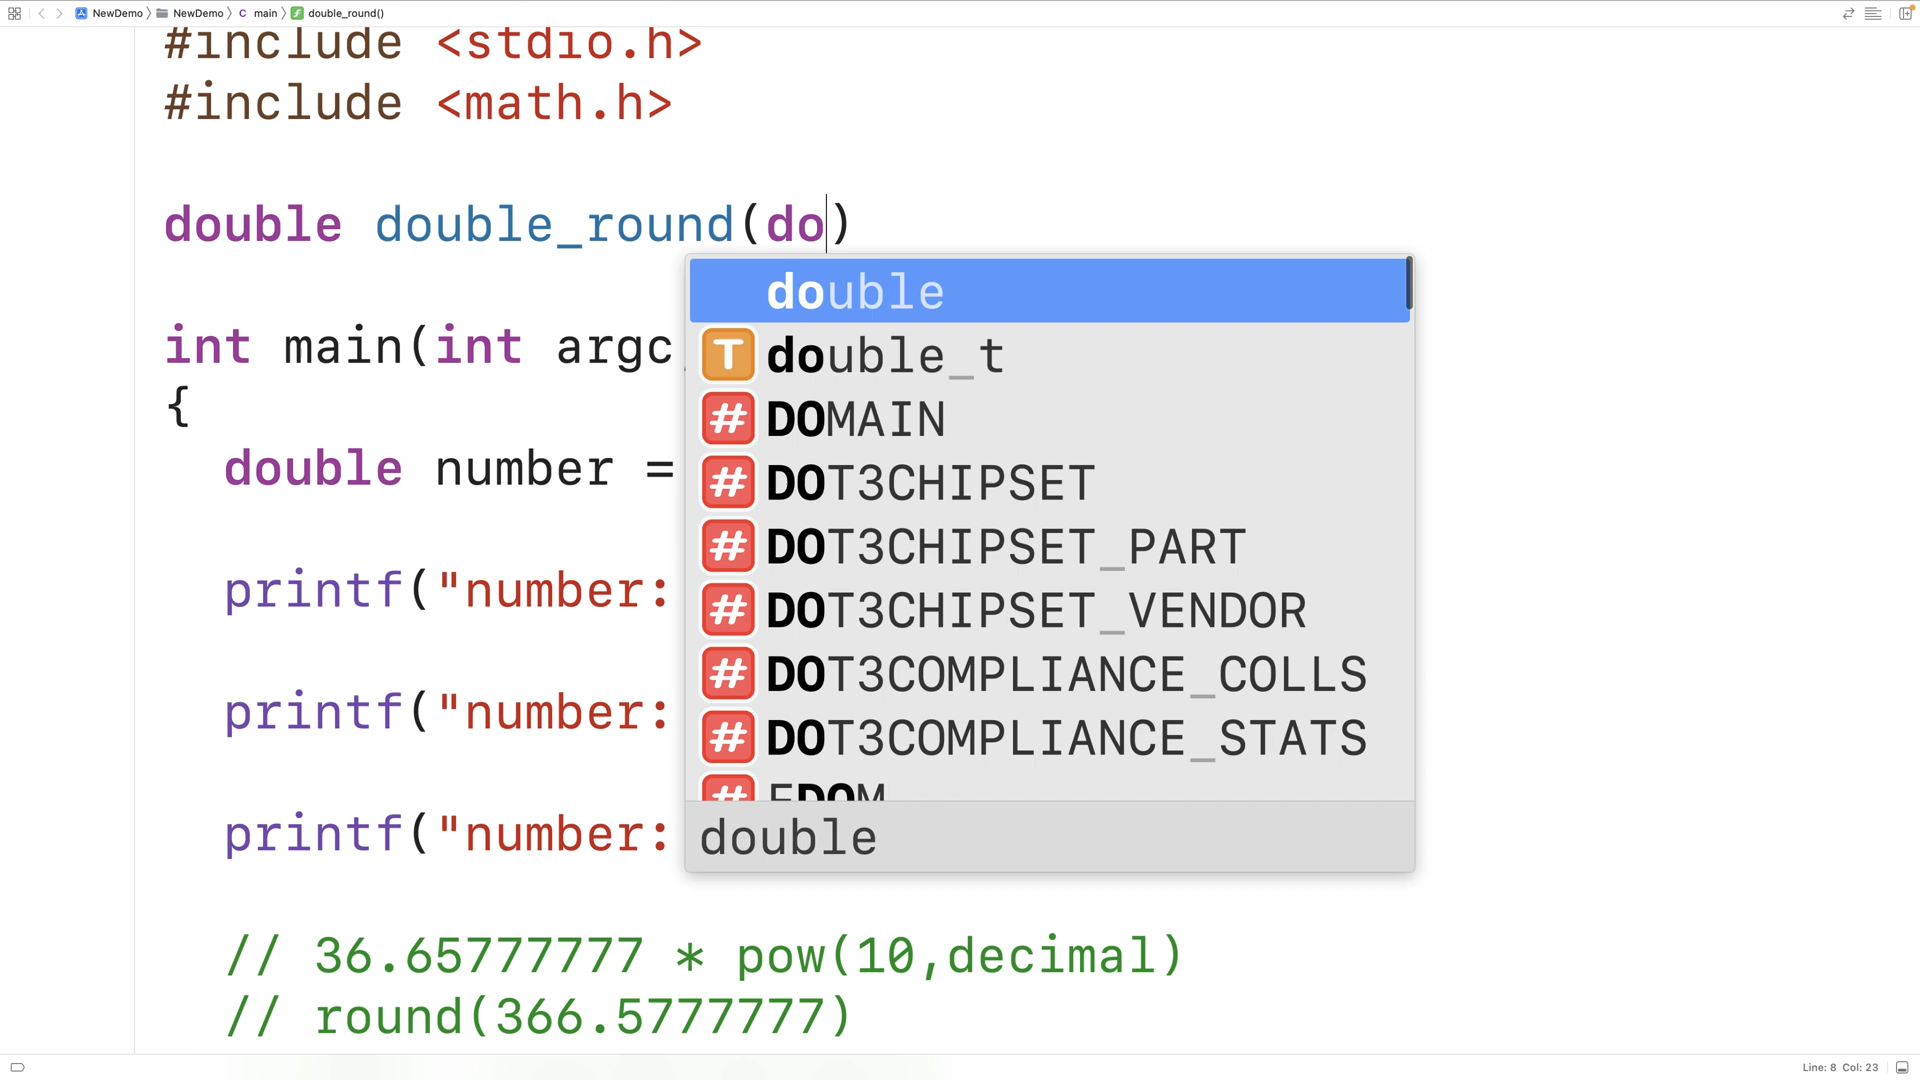 NewDemo NewDemo C main double_round()
#include <stdio.h>
#include <math.h>
double double_round(do)
double
T double_t
# DOMAIN
# DOT3CHIPSET
# DOT3CHIPSET_PART
# DOT3CHIPSET_VENDOR
# DOT3COMPLIANCE_COLLS
# DOT3COMPLIANCE_STATS
# EDOM
double
int main(int argc
{
double number =
printf("number:
printf("number:
printf("number:
// 36.65777777 * pow(10,decimal)
// round(366.5777777)
Line: 8 Col: 23